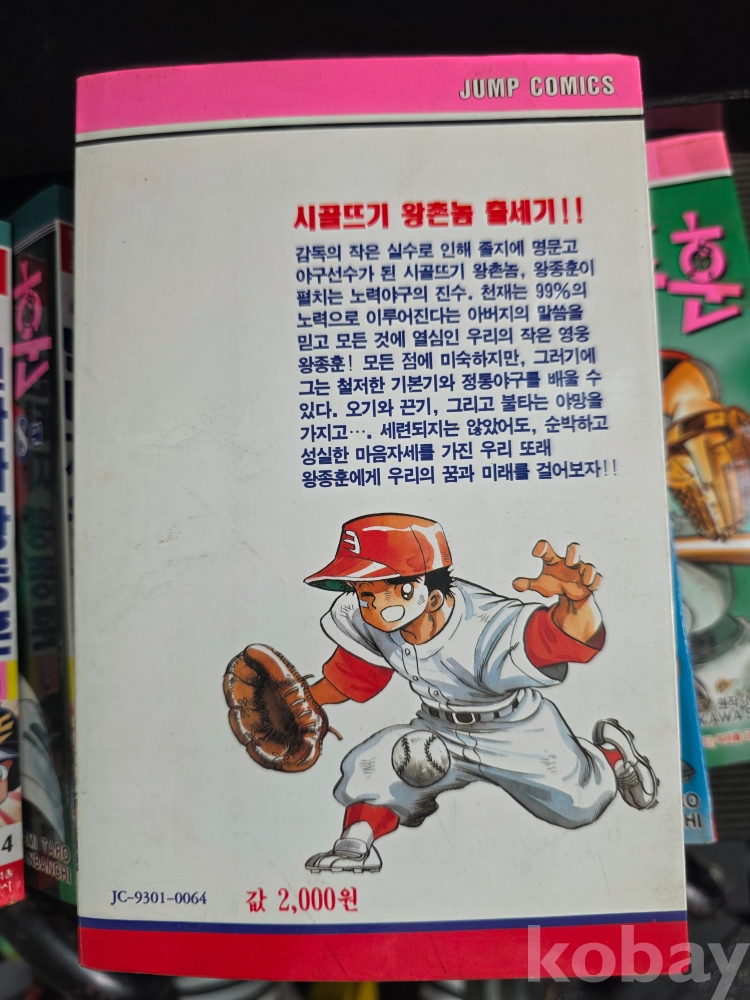 JUMP COMICS
시골뜨기 왕촌놈 출세기!!
감독의 작은 실수로 인해 졸지에 명문고
야구선수가 된 시골뜨기 왕촌놈, 왕종훈이
펼치는 노력야구의 진수. 천재는 99%의
노력으로 이루어진다는 아버지의 말씀을
믿고 모든 것에 열심인 우리의 작은 영웅
왕종훈! 모든 점에 미숙하지만, 그러기에
그는 철저한 기본기와 정통야구를 배울 수
있다. 오기와 끈기, 그리고 불타는 야망을
가지고…. 세련되지는 않았어도, 순박하고
성실한 마음자세를 가진 우리 또래
왕종훈에게 우리의 꿈과 미래를 걸어보자!!
JC-9301-0064
값 2,000원
훈
훈
8
4
TARO
NBANCHI
원작
KAWA
kobay